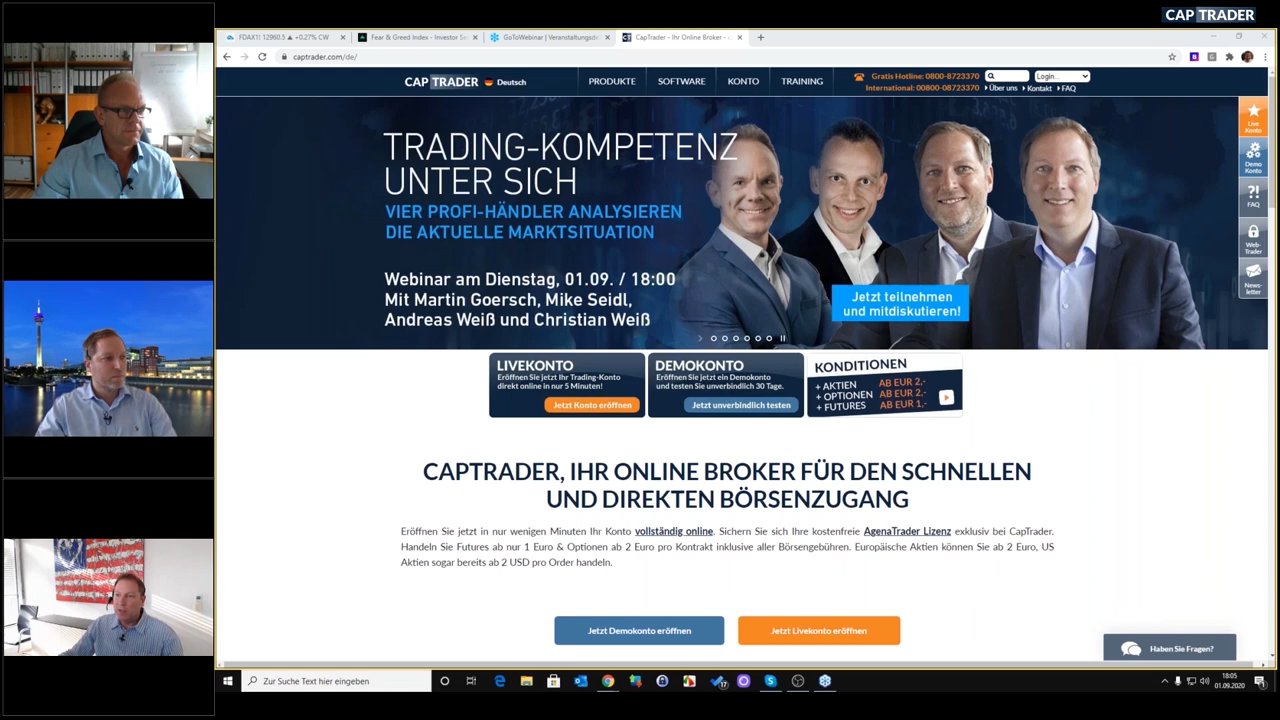 CAP TRADER
FDAX1! 12960.5 ▲ +0.27% CW
Fear & Greed Index - Investor Se
GoToWebinar | Veranstaltungsde
CapTrader - Ihr Online Broker -
captrader.com/de/
CAP TRADER Deutsch
PRODUKTE SOFTWARE KONTO TRAINING
Gratis Hotline: 0800-8723370
International: 00800-08723370
Login...
Über uns Kontakt FAQ
TRADING-KOMPETENZ
UNTER SICH
VIER PROFI-HÄNDLER ANALYSIEREN
DIE AKTUELLE MARKTSITUATION
Webinar am Dienstag, 01.09. / 18:00
Mit Martin Goersch, Mike Seidl,
Andreas Weiß und Christian Weiß
Jetzt teilnehmen
und mitdiskutieren!
Live
Konto
Demo
Konto
?!
FAQ
Web-
Trader
News-
letter
LIVEKONTO
Eröffnen Sie jetzt Ihr Trading-Konto
direkt online in nur 5 Minuten!
Jetzt Konto eröffnen
DEMOKONTO
Eröffnen Sie jetzt ein Demokonto
und testen Sie unverbindlich 30 Tage.
Jetzt unverbindlich testen
KONDITIONEN
+ AKTIEN AB EUR 2,-
+ OPTIONEN AB EUR 2,-
+ FUTURES AB EUR 1,-
CAPTRADER, IHR ONLINE BROKER FÜR DEN SCHNELLEN
UND DIREKTEN BÖRSENZUGANG
Eröffnen Sie jetzt in nur wenigen Minuten Ihr Konto vollständig online. Sichern Sie sich Ihre kostenfreie AgenaTrader Lizenz exklusiv bei CapTrader.
Handeln Sie Futures ab nur 1 Euro & Optionen ab 2 Euro pro Kontrakt inklusive aller Börsengebühren. Europäische Aktien können Sie ab 2 Euro, US
Aktien sogar bereits ab 2 USD pro Order handeln.
Jetzt Demokonto eröffnen
Jetzt Livekonto eröffnen
Haben Sie Fragen?
Zur Suche Text hier eingeben
17
18:05
01.09.2020